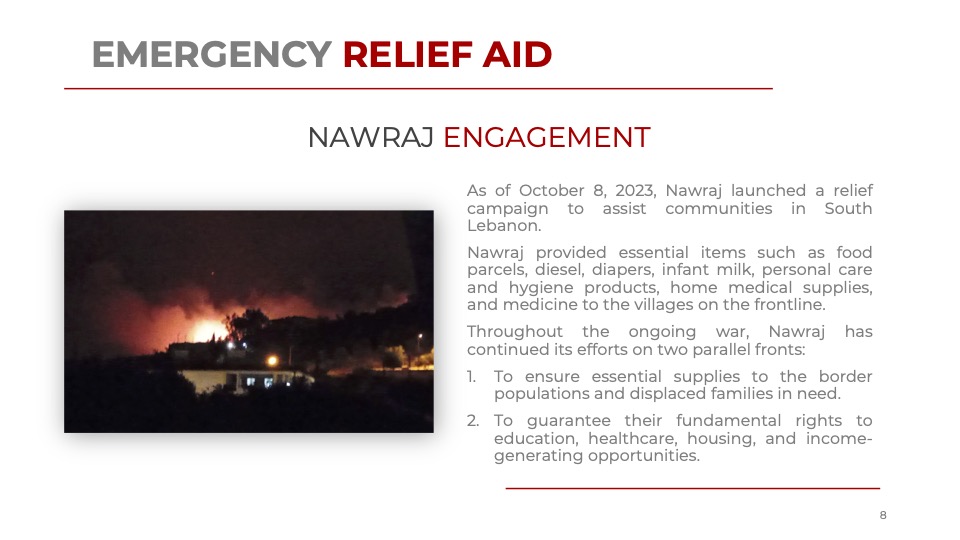 EMERGENCY RELIEF AID
NAWRAJ ENGAGEMENT
As of October 8, 2023, Nawraj launched a relief
campaign to assist communities in South
Lebanon.
Nawraj provided essential items such as food
parcels, diesel, diapers, infant milk, personal care
and hygiene products, home medical supplies,
and medicine to the villages on the frontline.
Throughout the ongoing war, Nawraj has
continued its efforts on two parallel fronts:
1. To ensure essential supplies to the border
populations and displaced families in need.
2. To guarantee their fundamental rights to
education, healthcare, housing, and income-
generating opportunities.
8